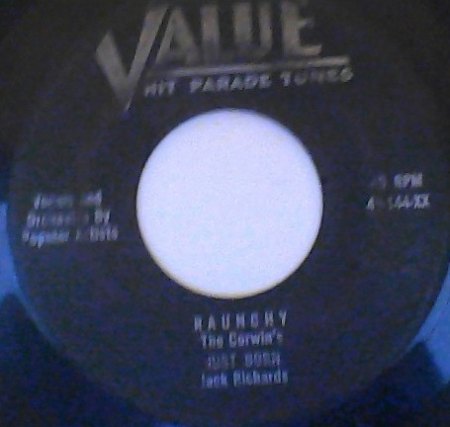 VALUE
HIT PARADE TUNES
Vocals and
Orchestra by
Popular Artists
45 RPM
RAUNCHY
The Corwin's
JUST BORN
Jack Richards